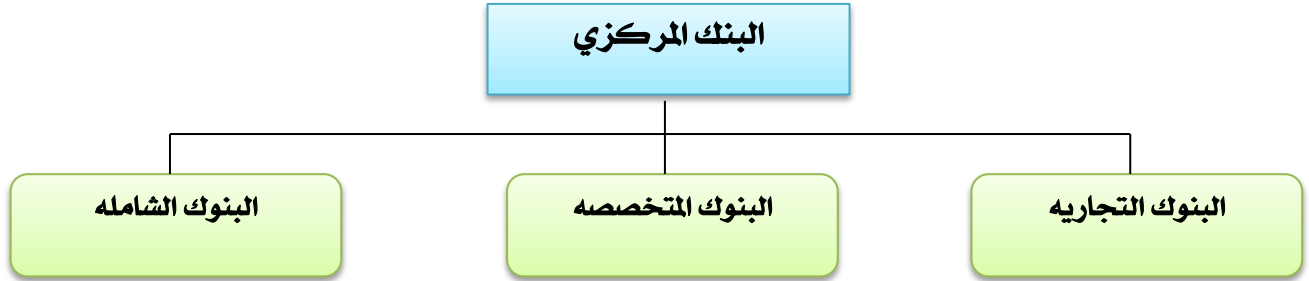 البنك المركزي
البنوك التجاريه
البنوك المتخصصه
البنوك الشامله